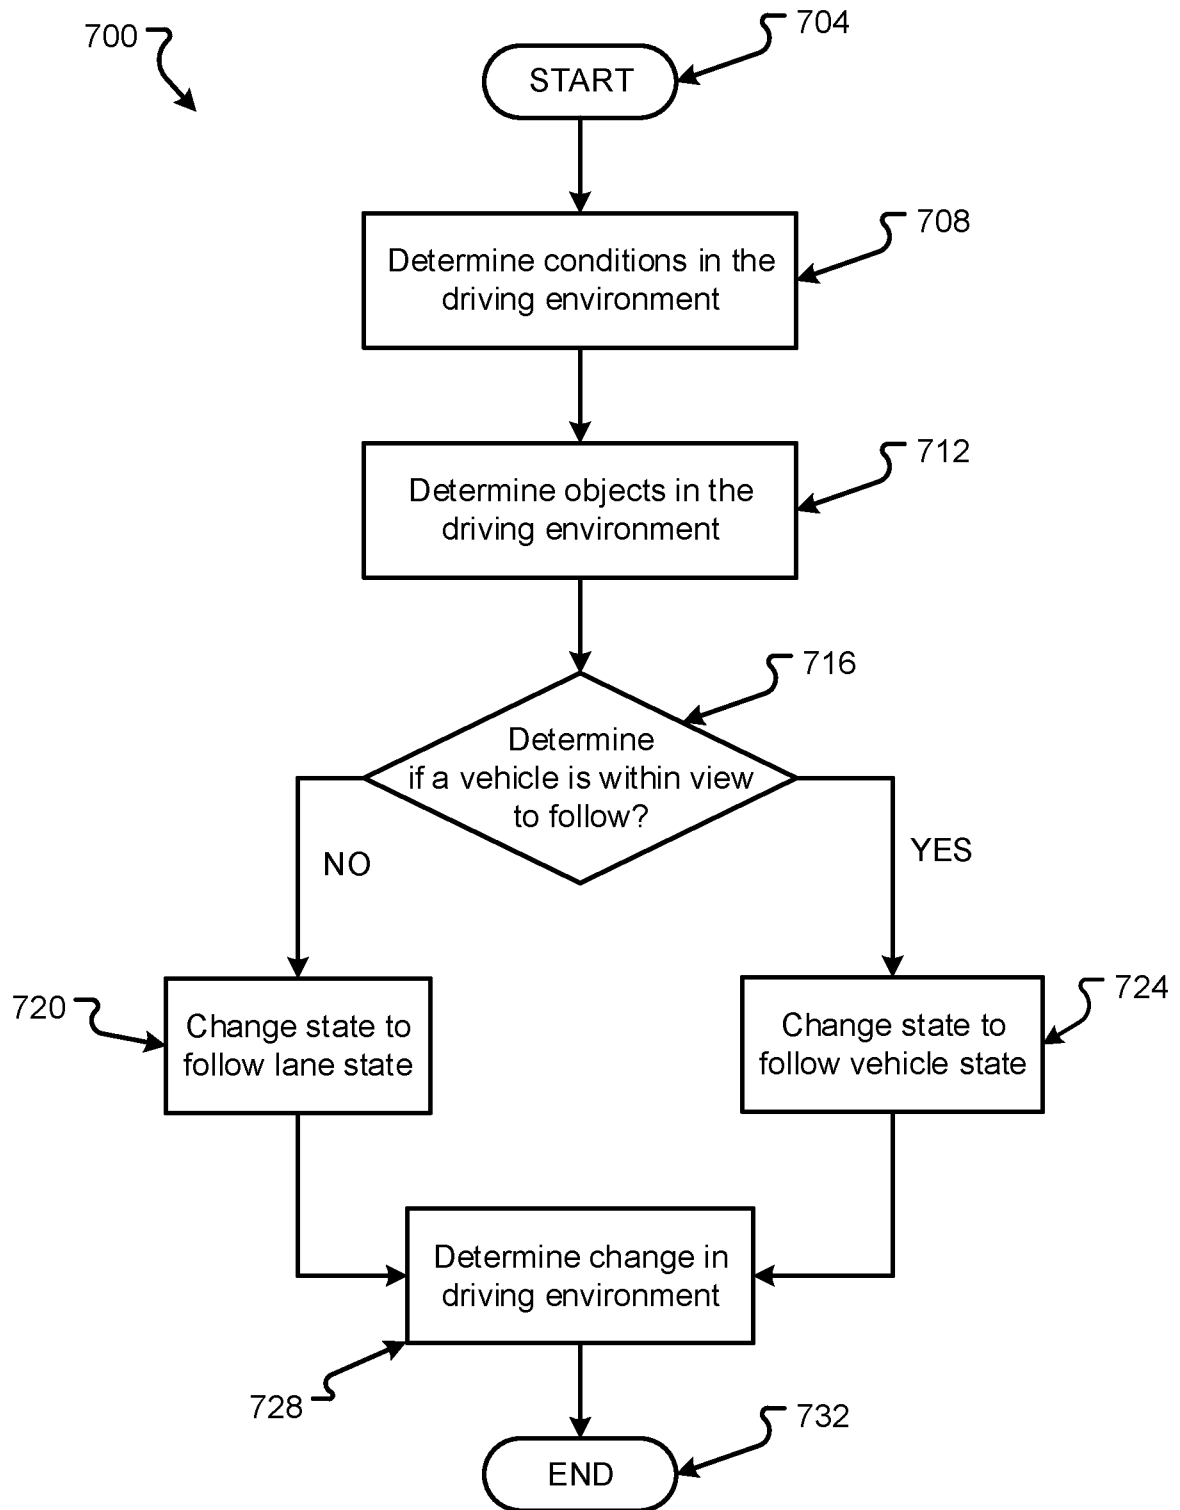 700
704
START
708
Determine conditions in the
driving environment
712
Determine objects in the
driving environment
716
Determine
if a vehicle is within view
to follow?
NO
YES
720
Change state to
follow lane state
724
Change state to
follow vehicle state
Determine change in
driving environment
728
732
END